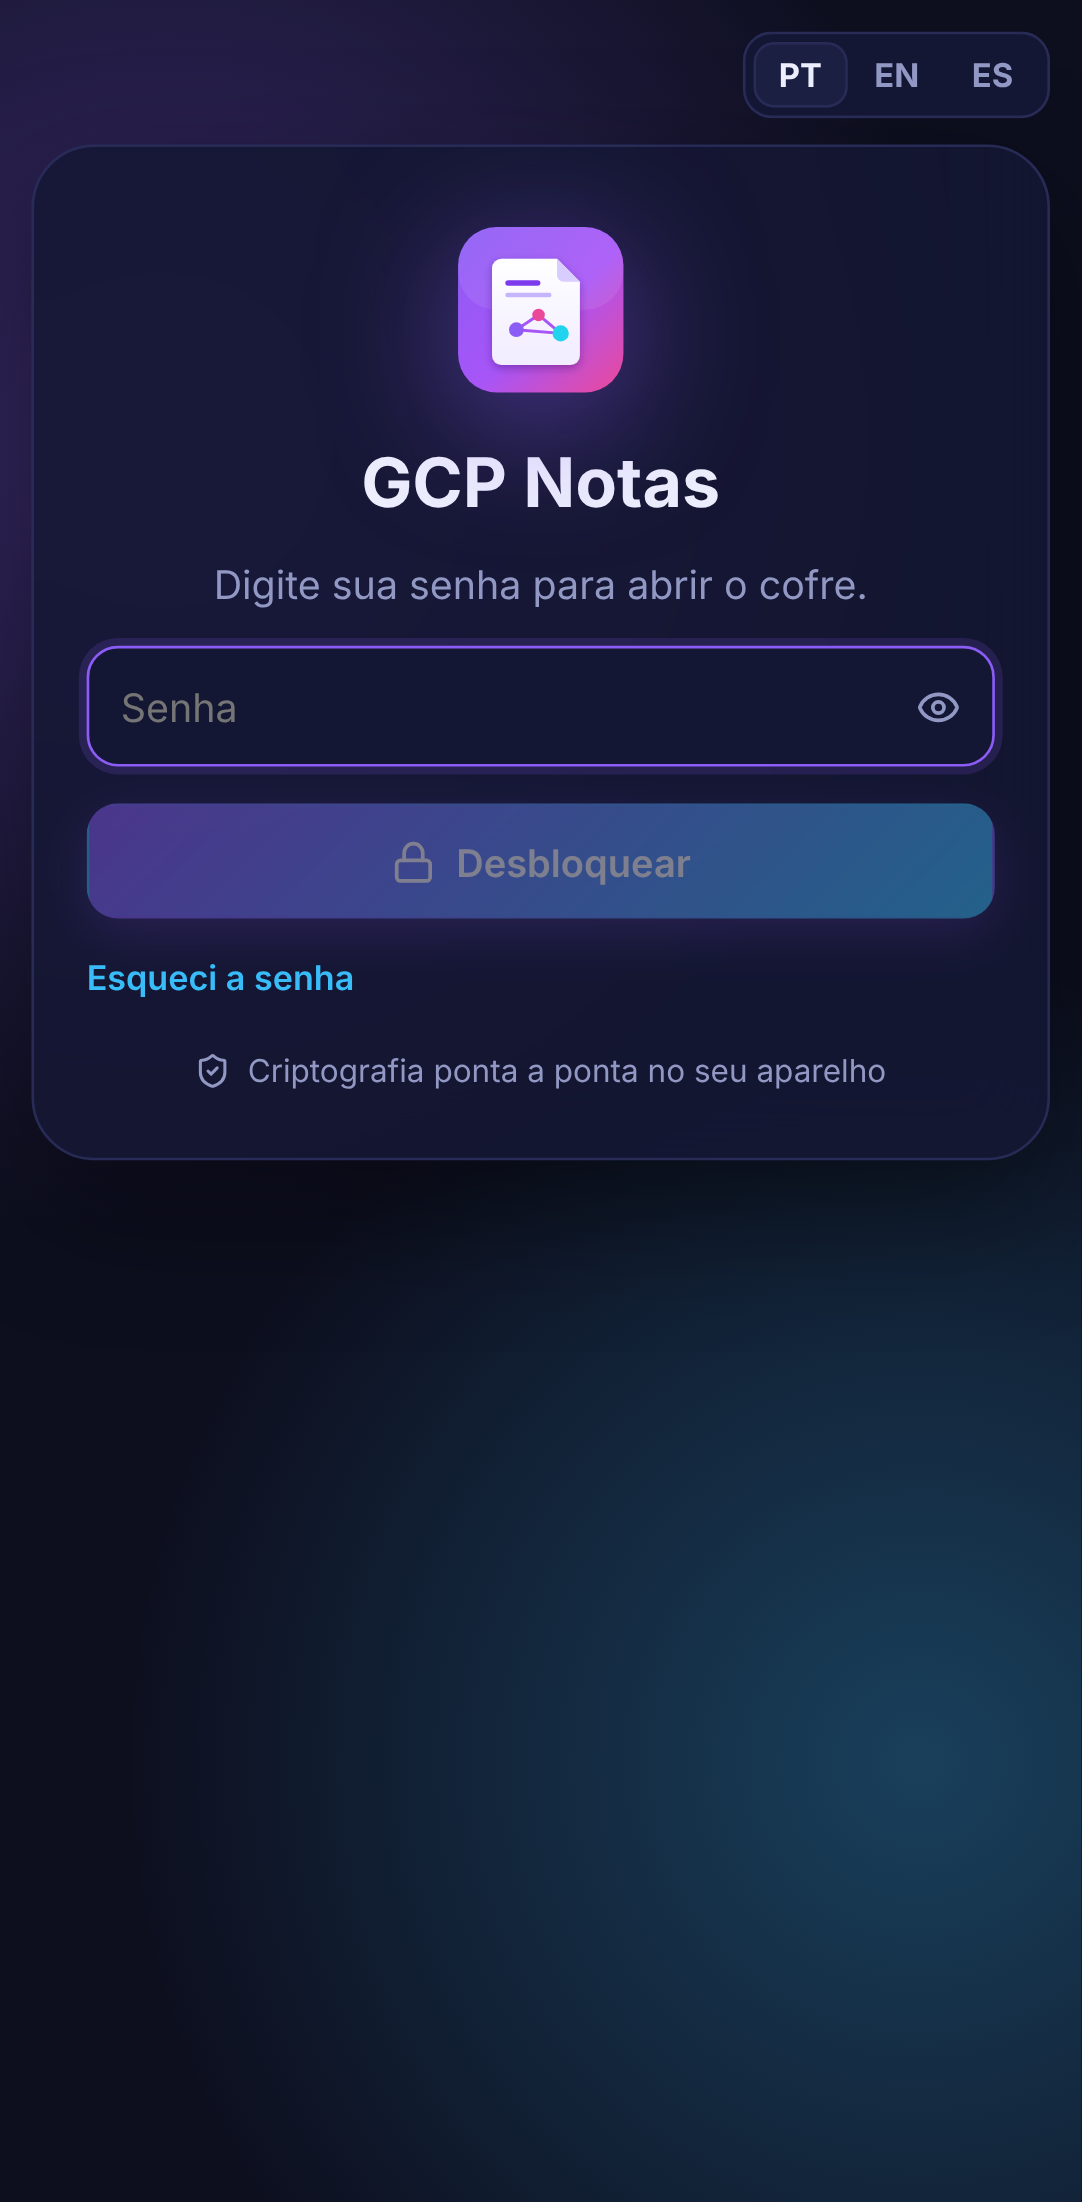 PT EN ES
GCP Notas
Digite sua senha para abrir o cofre.
Senha
Desbloquear
Esqueci a senha
Criptografia ponta a ponta no seu aparelho